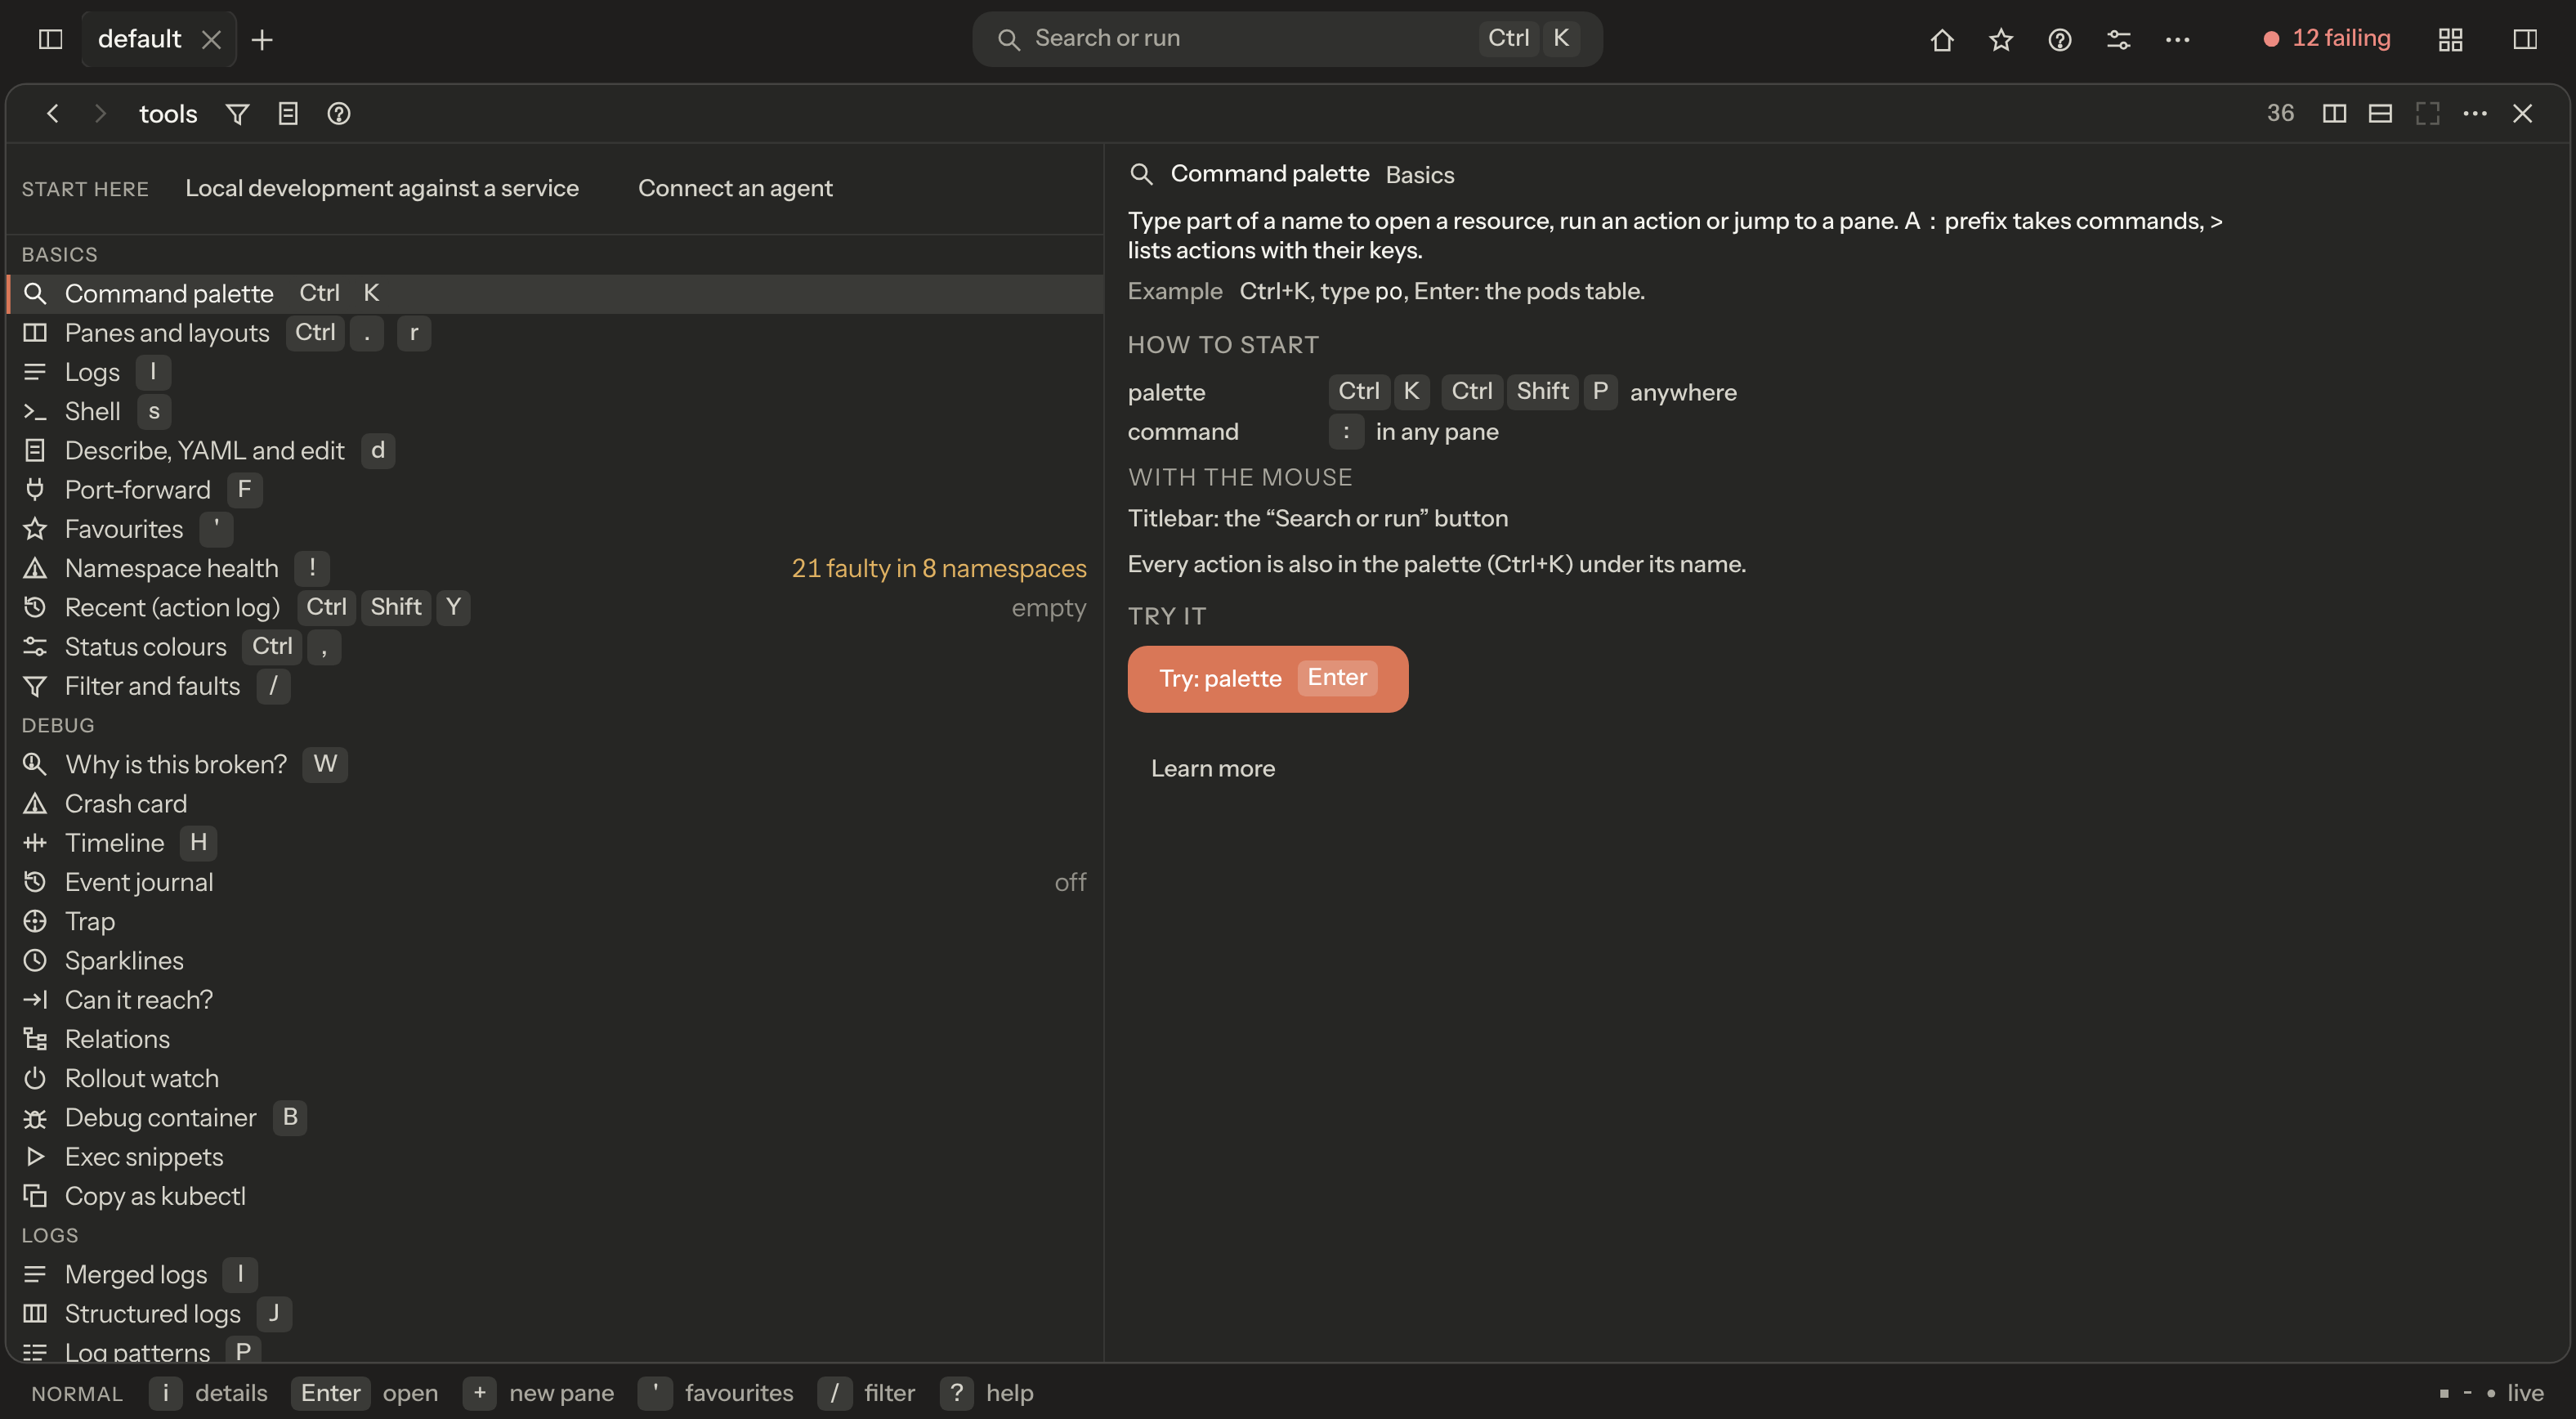 default
Search or run Ctrl K
12 failing
tools
36
START HERE Local development against a service Connect an agent
BASICS
Command palette Ctrl K
Panes and layouts Ctrl . r
Logs l
Shell s
Describe, YAML and edit d
Port-forward F
Favourites '
Namespace health ! 21 faulty in 8 namespaces
Recent (action log) Ctrl Shift Y empty
Status colours Ctrl ,
Filter and faults /
DEBUG
Why is this broken? W
Crash card
Timeline H
Event journal off
Trap
Sparklines
Can it reach?
Relations
Rollout watch
Debug container B
Exec snippets
Copy as kubectl
LOGS
Merged logs l
Structured logs J
Log patterns P
Command palette Basics
Type part of a name to open a resource, run an action or jump to a pane. A : prefix takes commands, >
lists actions with their keys.
Example Ctrl+K, type po, Enter: the pods table.
HOW TO START
palette Ctrl K Ctrl Shift P anywhere
command : in any pane
WITH THE MOUSE
Titlebar: the “Search or run” button
Every action is also in the palette (Ctrl+K) under its name.
TRY IT
Try: palette Enter
Learn more
NORMAL i details Enter open + new pane ' favourites / filter ? help
- live